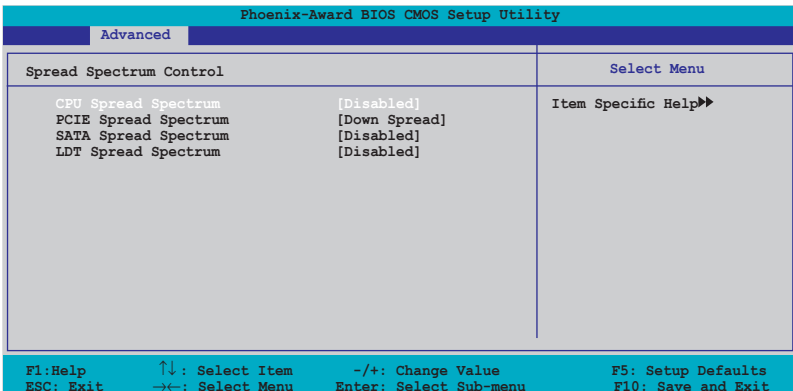 Phoenix-Award BIOS CMOS Setup Utility
Advanced
Spread Spectrum Control Select Menu
CPU Spread Spectrum [Disabled] Item Specific Help▶▶
PCIE Spread Spectrum [Down Spread]
SATA Spread Spectrum [Disabled]
LDT Spread Spectrum [Disabled]
F1:Help ↑↓: Select Item -/+: Change Value F5: Setup Defaults
ESC: Exit →←: Select Menu Enter: Select Sub-menu F10: Save and Exit